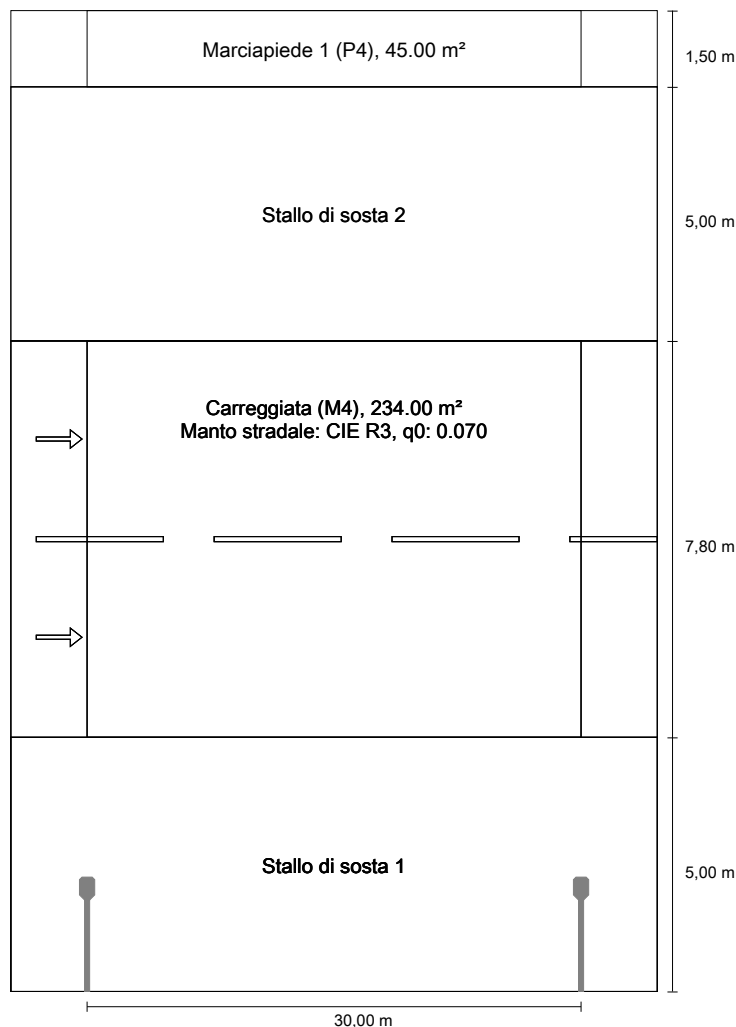 Marciapiede 1 (P4), 45.00 m²
1,50 m
Stallo di sosta 2
5,00 m
Carreggiata (M4), 234.00 m²
Manto stradale: CIE R3, q0: 0.070
7,80 m
Stallo di sosta 1
5,00 m
30,00 m